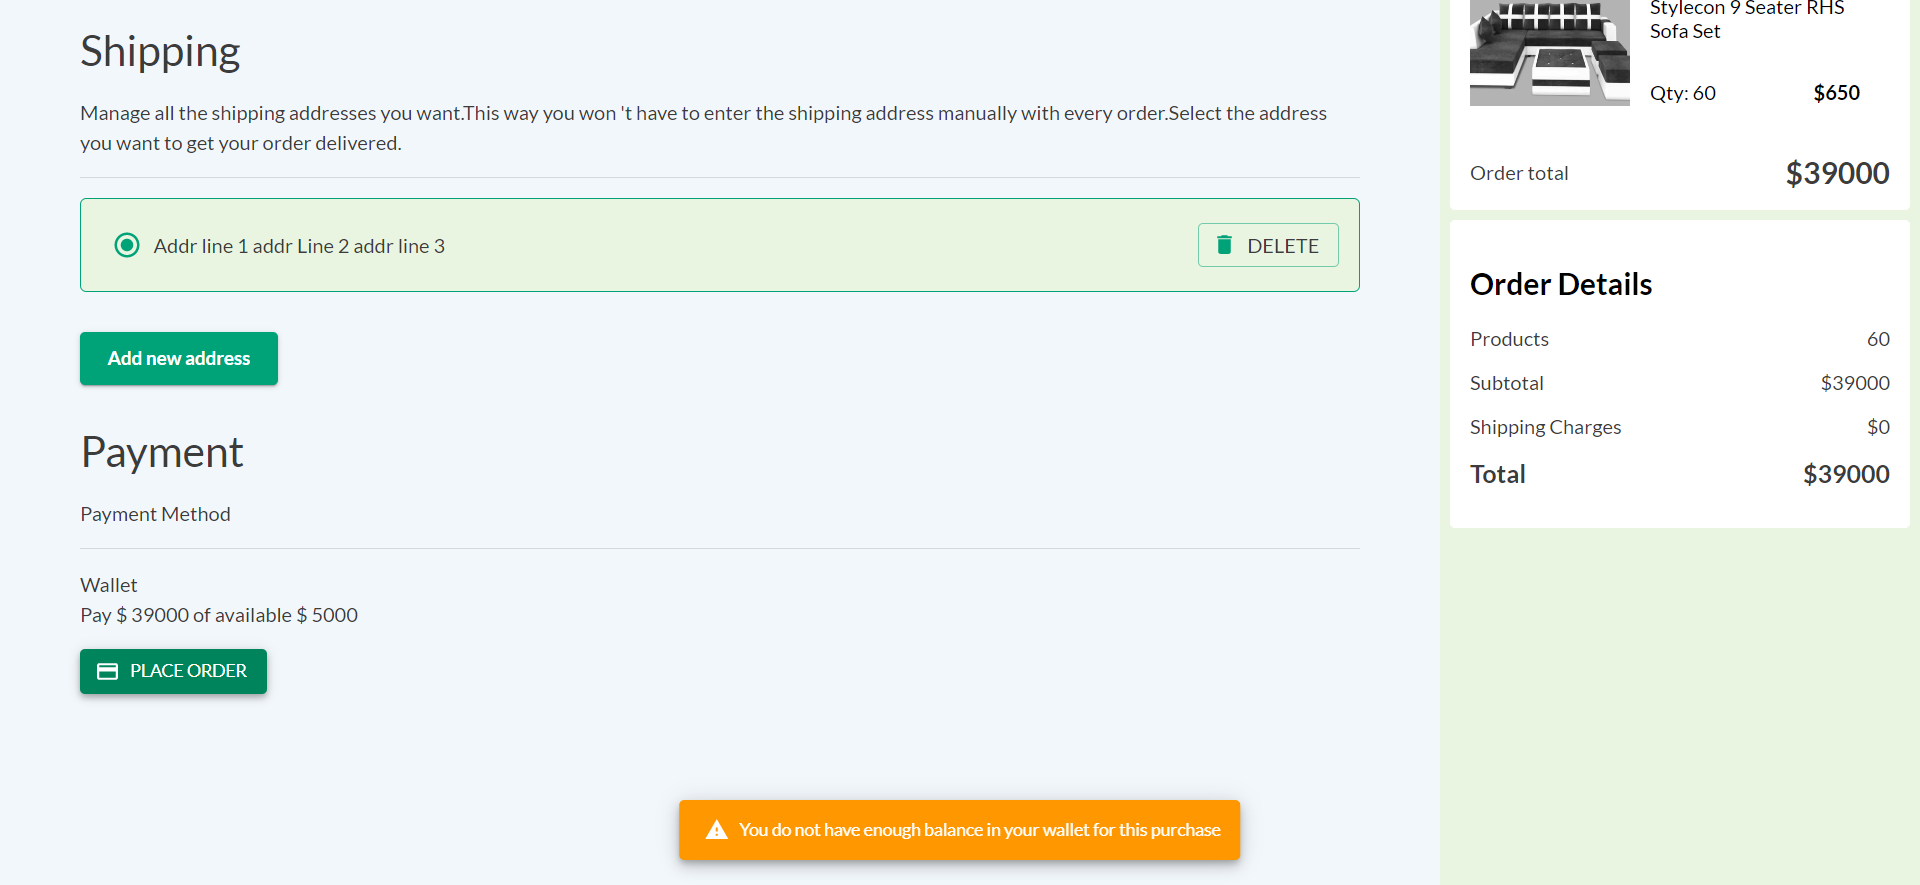 Shipping
Manage all the shipping addresses you want.This way you won 't have to enter the shipping address manually with every order.Select the address
you want to get your order delivered.
Addr line 1 addr Line 2 addr line 3
DELETE
Add new address
Payment
Payment Method
Wallet
Pay $ 39000 of available $ 5000
PLACE ORDER
You do not have enough balance in your wallet for this purchase
Stylecon 9 Seater RHS
Sofa Set
Qty: 60 $650
Order total $39000
Order Details
Products 60
Subtotal $39000
Shipping Charges $0
Total $39000